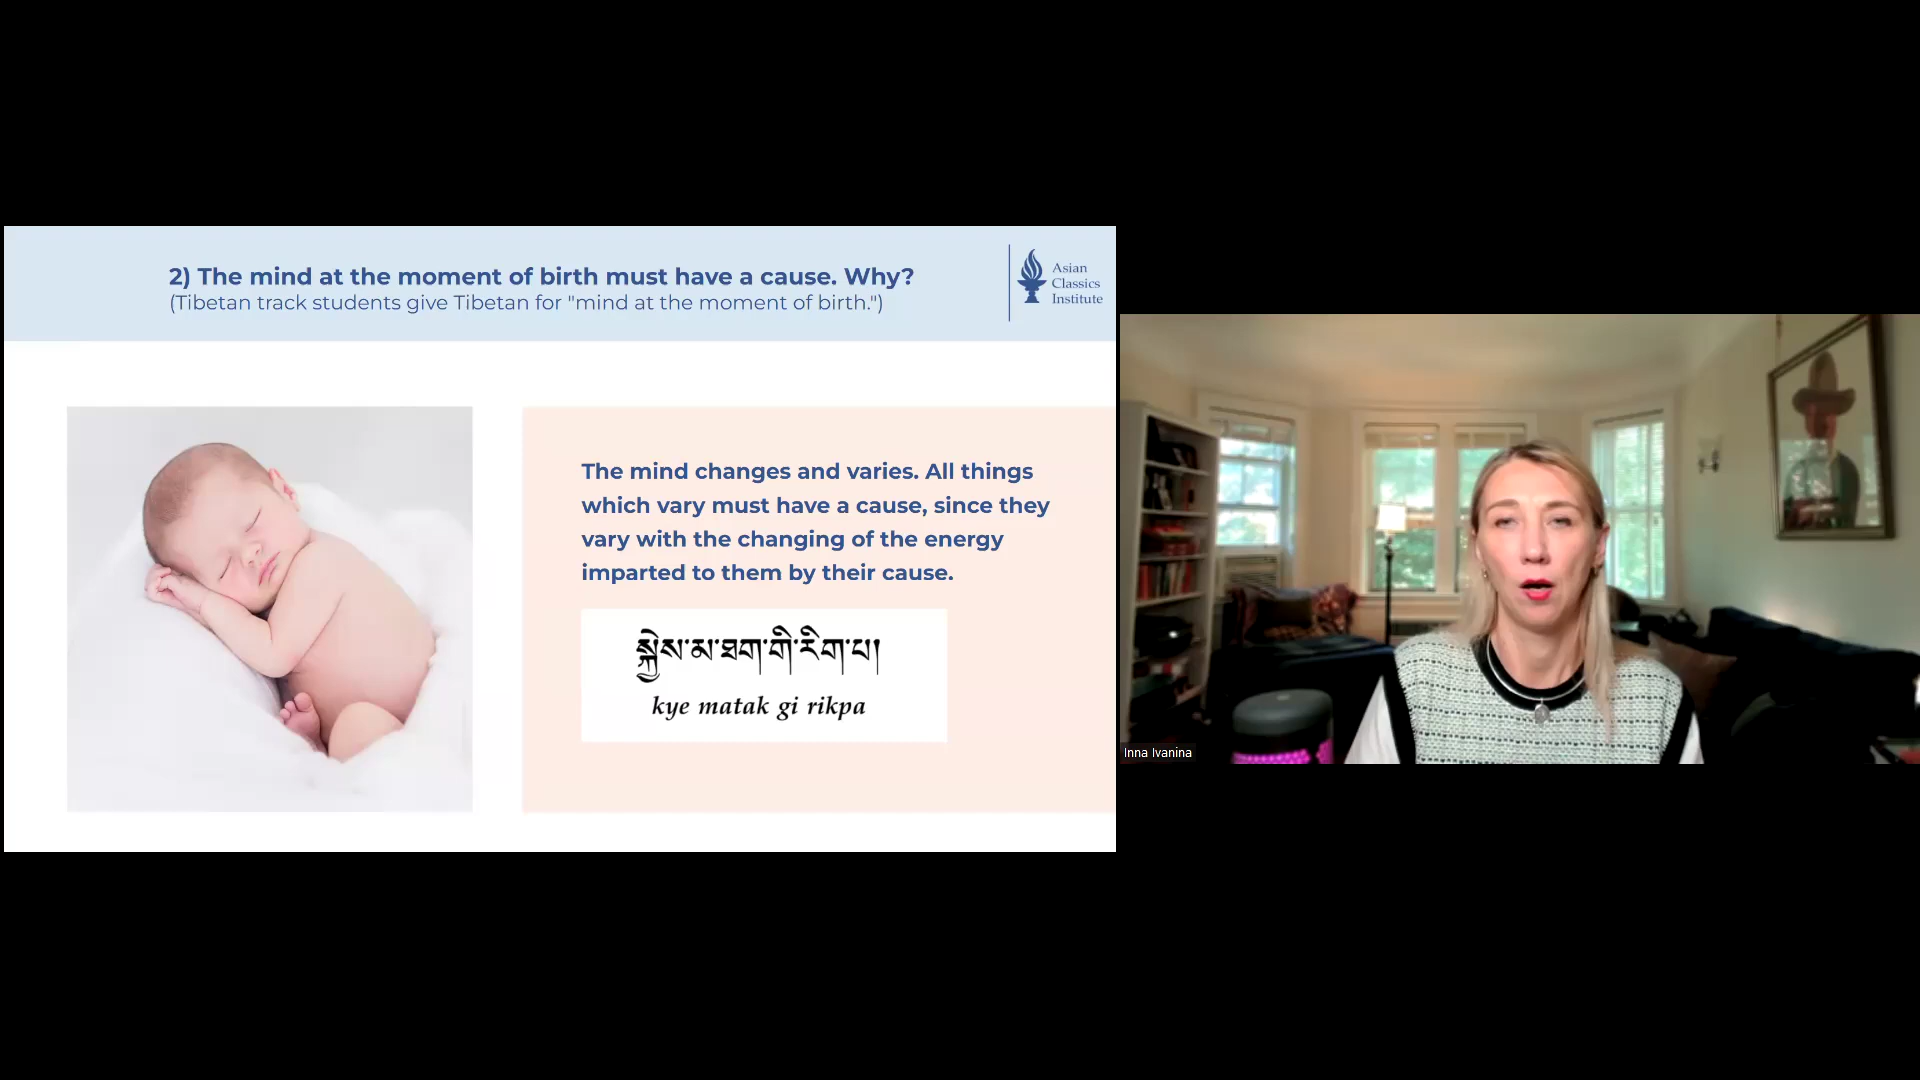 2) The mind at the moment of birth must have a cause. Why?
(Tibetan track students give Tibetan for "mind at the moment of birth.")
Asian
Classics
Institute
The mind changes and varies. All things
which vary must have a cause, since they
vary with the changing of the energy
imparted to them by their cause.
སྐྱེས་མ་ཐག་གི་རིག་པ།
kye matak gi rikpa
Inna Ivanina